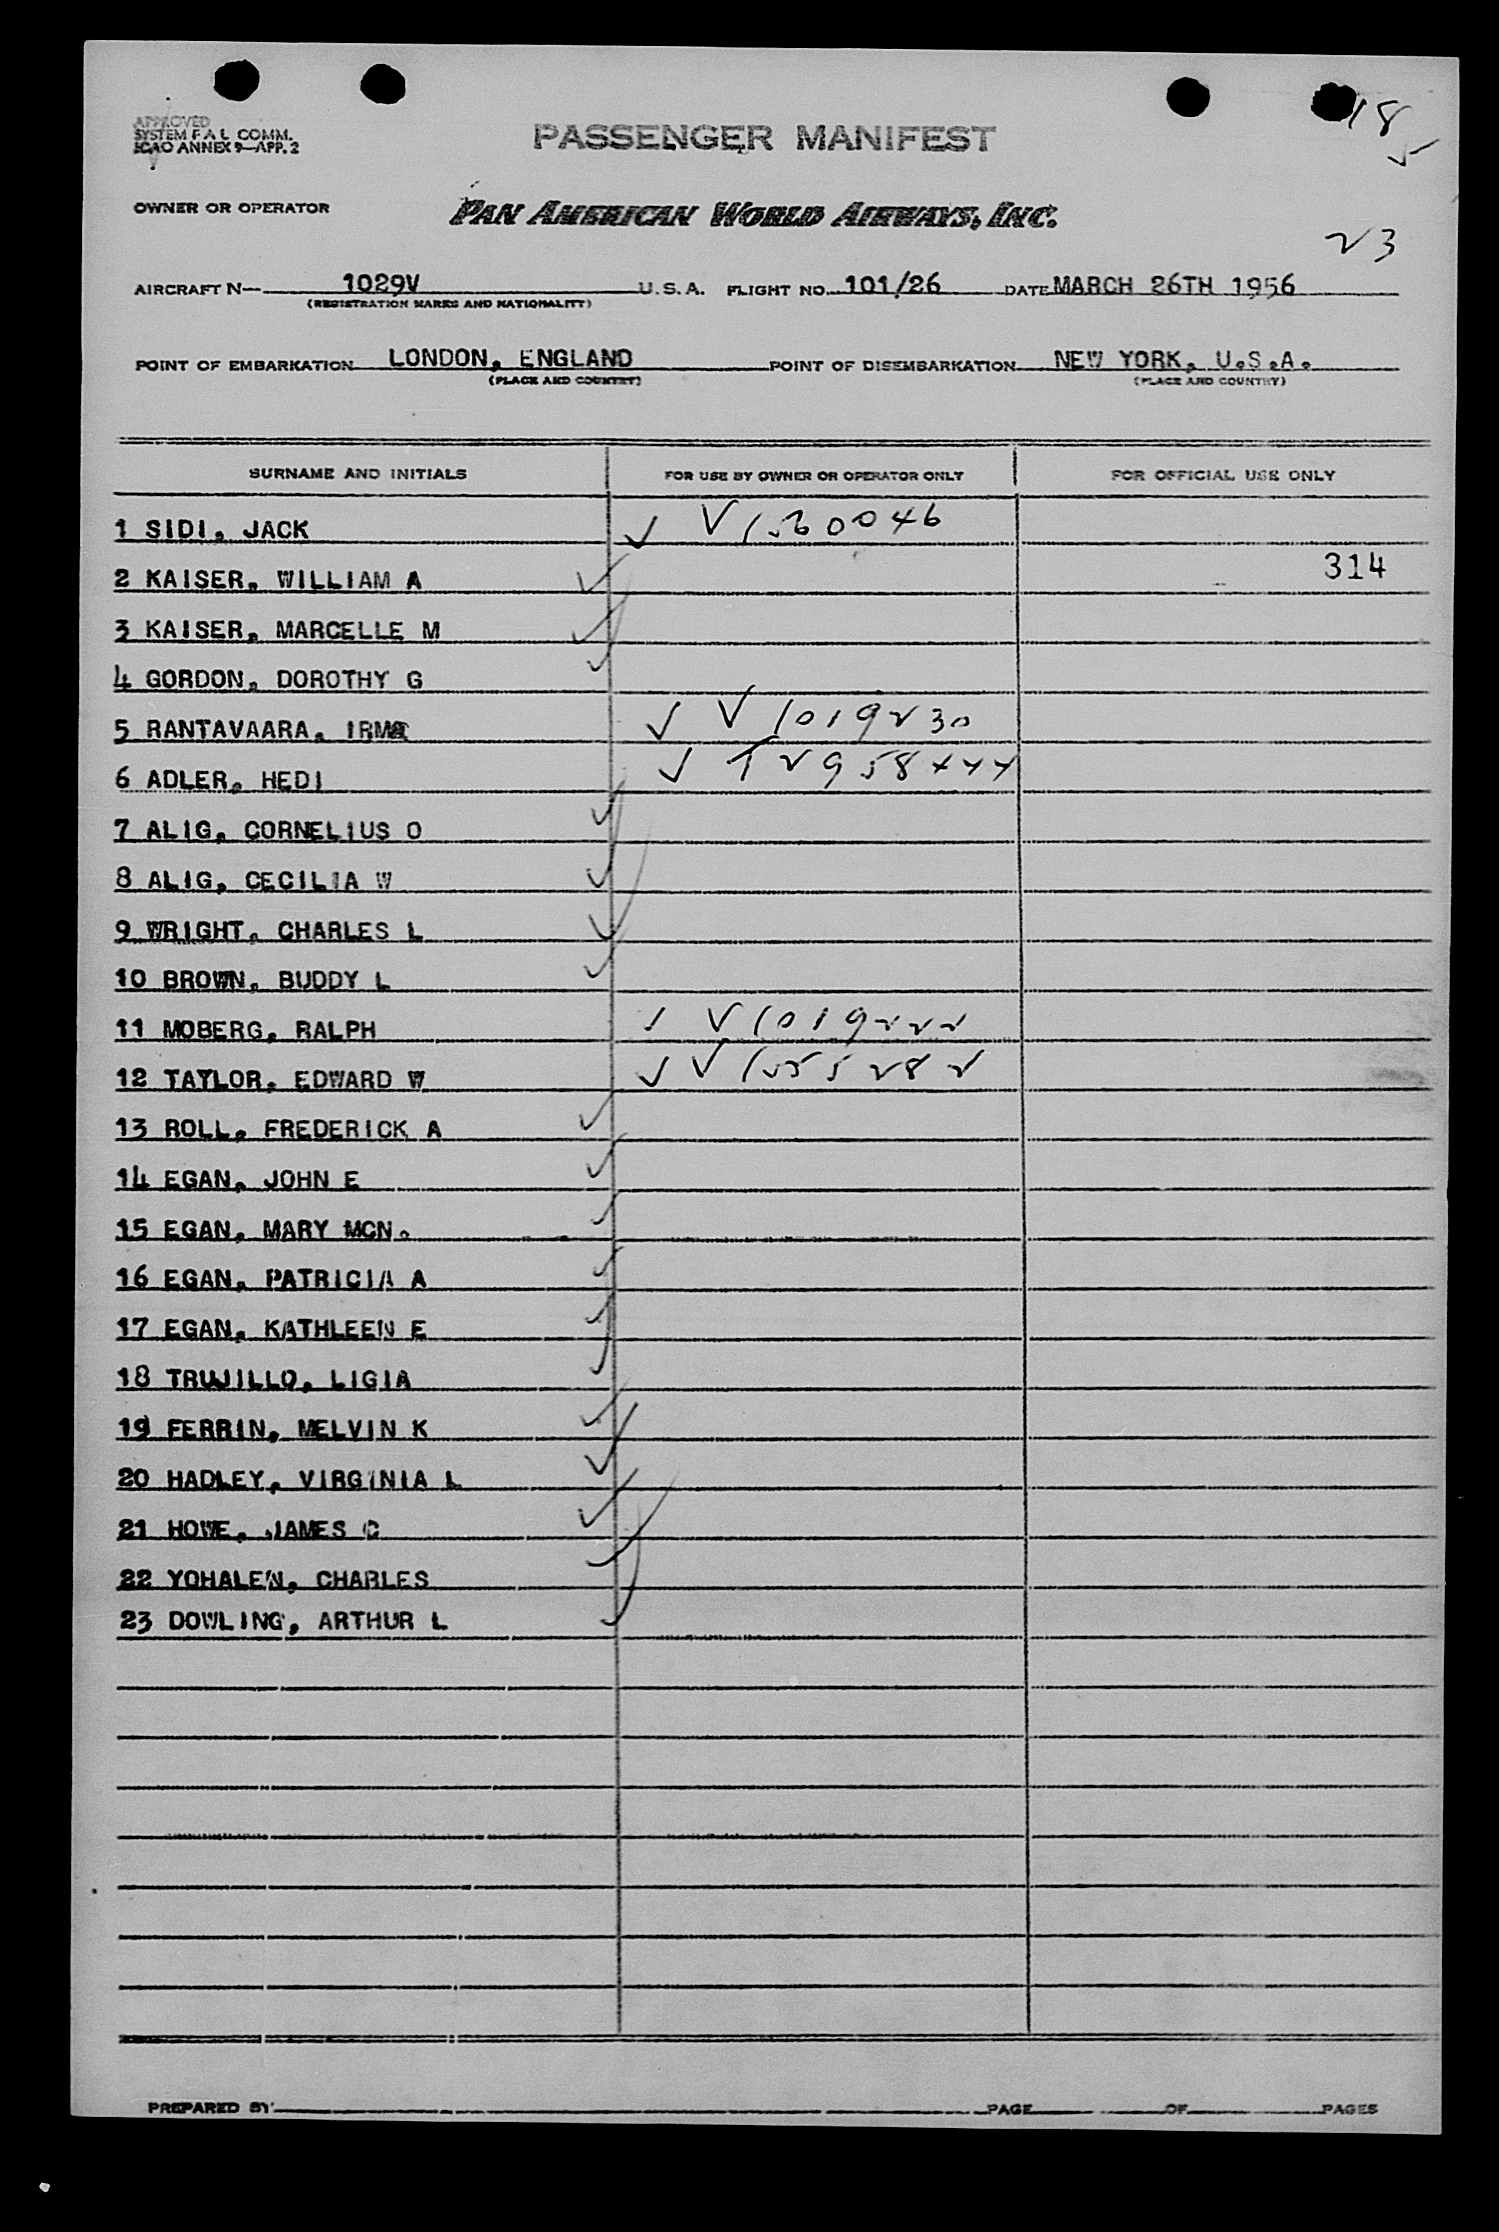 18
APPROVED
SYSTEM F A L COMM.
ICAO ANNEX 9—APP. 2
PASSENGER MANIFEST
OWNER OR OPERATOR
PAN AMERICAN WORLD AIRWAYS, INC.
23
AIRCRAFT N— 1029V U.S.A. FLIGHT NO. 101/26 DATE MARCH 26TH 1956
(REGISTRATION MARKS AND NATIONALITY)
POINT OF EMBARKATION LONDON, ENGLAND POINT OF DISEMBARKATION NEW YORK, U.S.A.
(PLACE AND COUNTRY) (PLACE AND COUNTRY)
SURNAME AND INITIALS FOR USE BY OWNER OR OPERATOR ONLY FOR OFFICIAL USE ONLY
1 SIDI, JACK ✓ V1560046
2 KAISER, WILLIAM A ✓ 314
3 KAISER, MARCELLE M ✓
4 GORDON, DOROTHY G ✓
5 RANTAVAARA, IRMA ✓ V1019230
6 ADLER, HEDI ✓
7 ALIG, CORNELIUS O ✓
8 ALIG, CECILIA W ✓
9 WRIGHT, CHARLES L ✓
10 BROWN, BUDDY L ✓
11 MOBERG, RALPH ✓ V1019222
12 TAYLOR, EDWARD W ✓ V1555282
13 ROLL, FREDERICK A ✓
14 EGAN, JOHN E ✓
15 EGAN, MARY MCN. ✓
16 EGAN, PATRICIA A ✓
17 EGAN, KATHLEEN E ✓
18 TRUJILLO, LIGIA ✓
19 FERRIN, MELVIN K ✓
20 HADLEY, VIRGINIA L ✓
21 HOWE, JAMES C ✓
22 YOHALEN, CHARLES ✓
23 DOWLING, ARTHUR L ✓
PREPARED BY PAGE OF PAGES